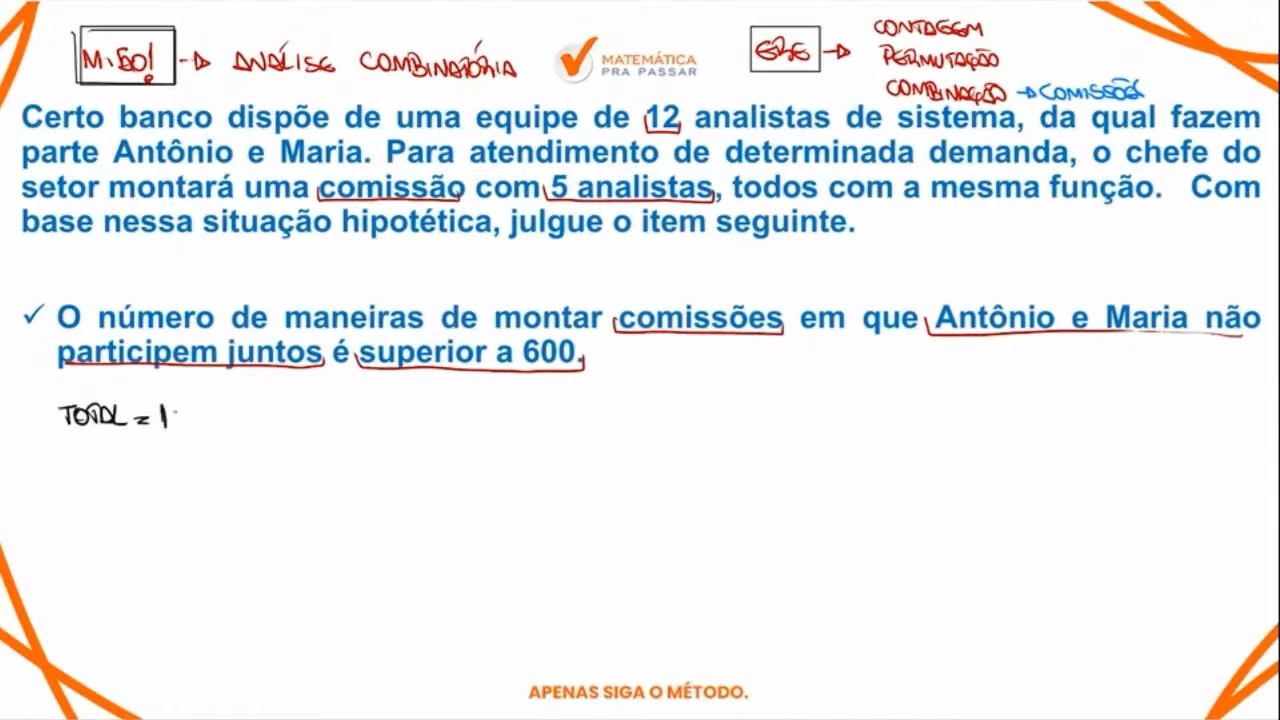 M.50! → ANÁLISE COMBINATÓRIA
MATEMÁTICA
PRA PASSAR
→ CONTAGEM
PERMUTAÇÃO
COMBINAÇÃO → COMISSÕES
Certo banco dispõe de uma equipe de 12 analistas de sistema, da qual fazem
parte Antônio e Maria. Para atendimento de determinada demanda, o chefe do
setor montará uma comissão com 5 analistas, todos com a mesma função. Com
base nessa situação hipotética, julgue o item seguinte.
✓ O número de maneiras de montar comissões em que Antônio e Maria não
participem juntos é superior a 600.
TOTAL = 1
APENAS SIGA O MÉTODO.